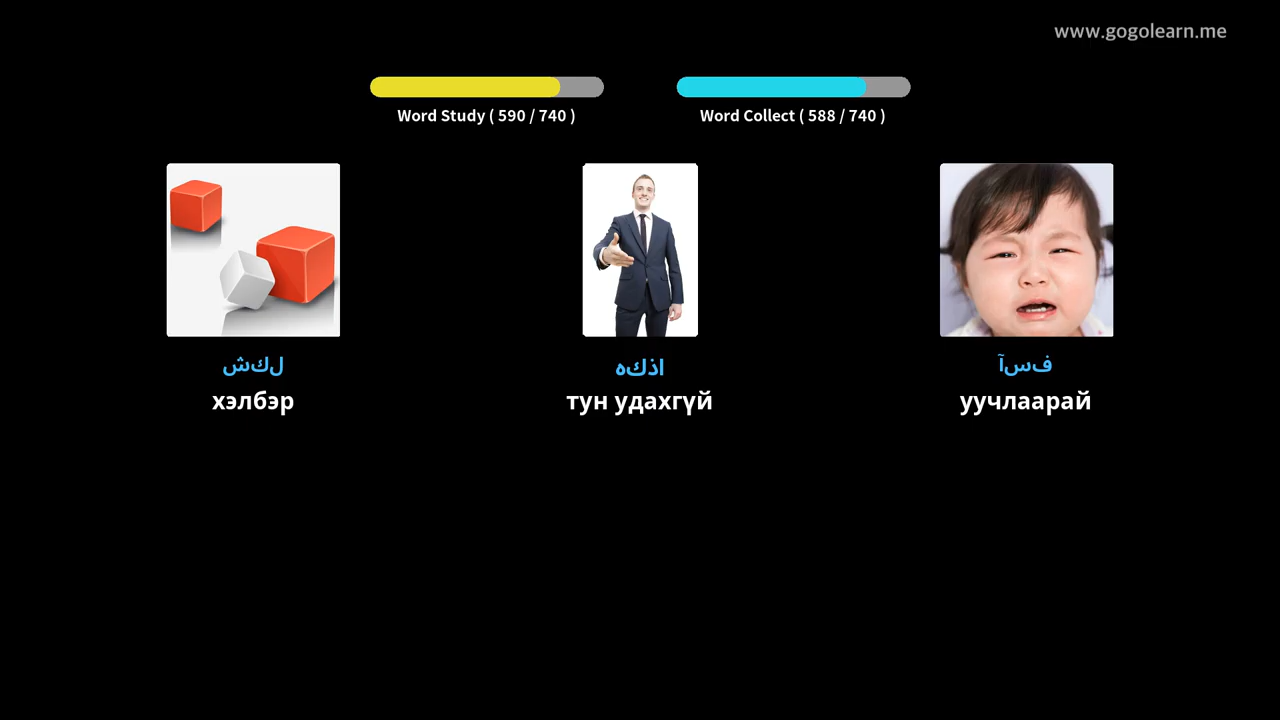 www.gogolearn.me
Word Study ( 590 / 740 )
Word Collect ( 588 / 740 )
لكش
хэлбэр
اذكه
тун удахгүй
فسآ
уучлаарай